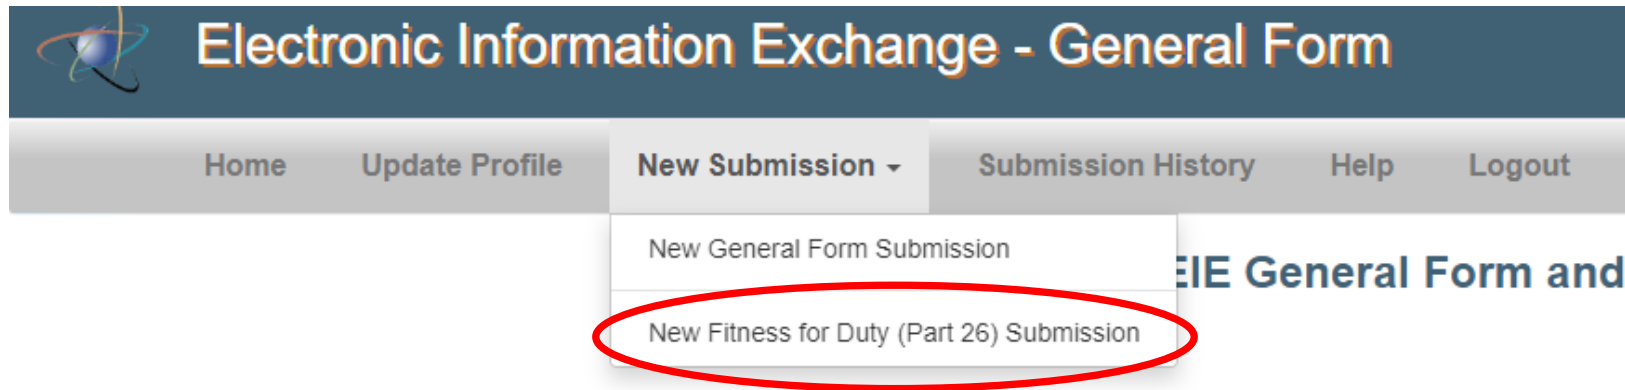 Electronic Information Exchange - General Form
Home Update Profile New Submission Submission History Help Logout
New General Form Submission
EIE General Form and
New Fitness for Duty (Part 26) Submission